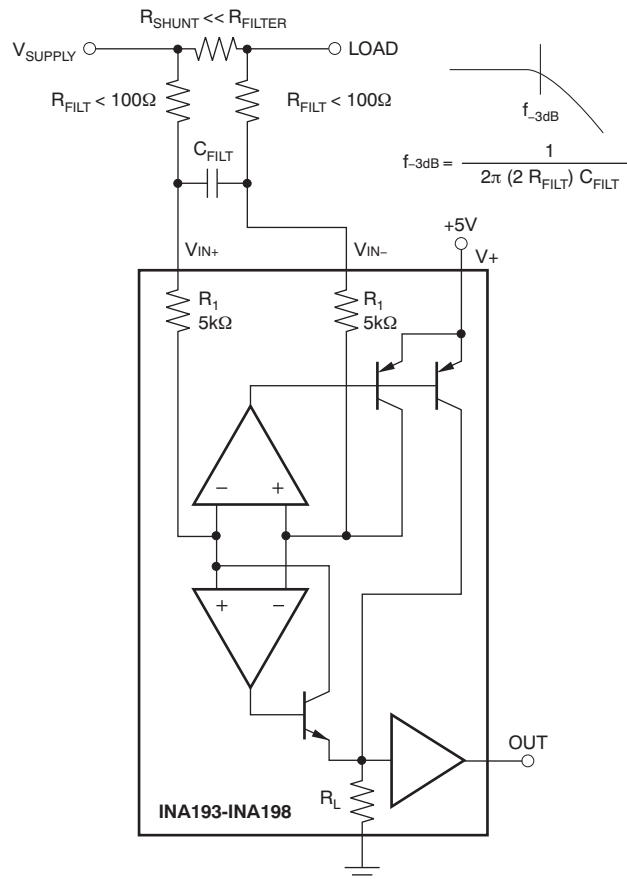 R_SHUNT << R_FILTER
V_SUPPLY
LOAD
R_FILT < 100Ω
R_FILT < 100Ω
C_FILT
f_–3dB
f_–3dB = 1 / 2π (2 R_FILT) C_FILT
+5V
V+
V_IN+
V_IN–
R_1
5kΩ
R_1
5kΩ
–
+
+
–
OUT
R_L
INA193-INA198